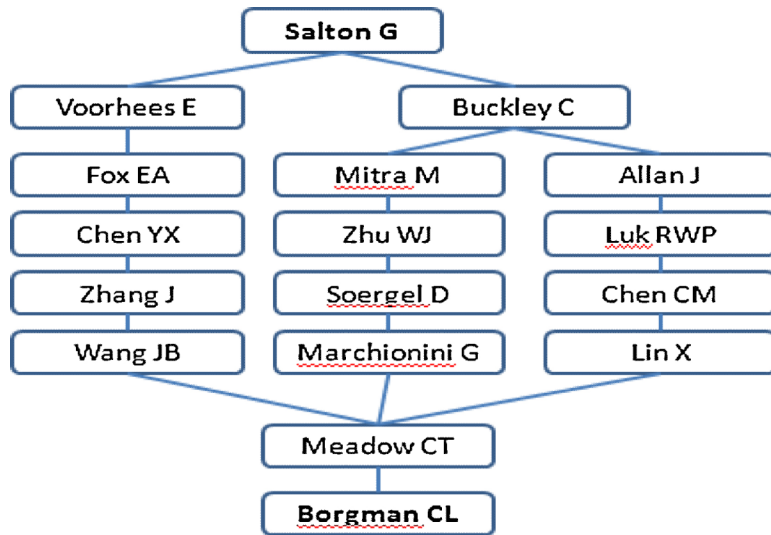 Salton G
Voorhees E
Buckley C
Fox EA
Mitra M
Allan J
Chen YX
Zhu WJ
Luk RWP
Zhang J
Soergel D
Chen CM
Wang JB
Marchionini G
Lin X
Meadow CT
Borgman CL